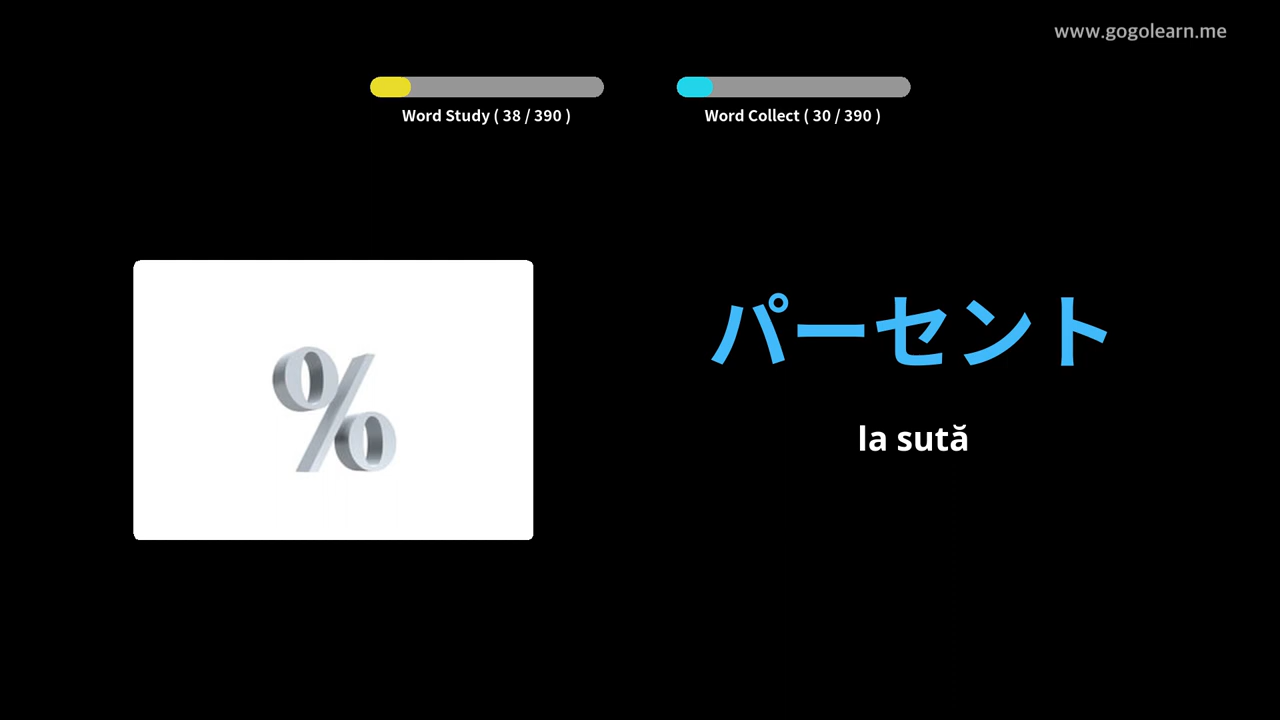 www.gogolearn.me
Word Study ( 38 / 390 )
Word Collect ( 30 / 390 )
%
パーセント
la sută